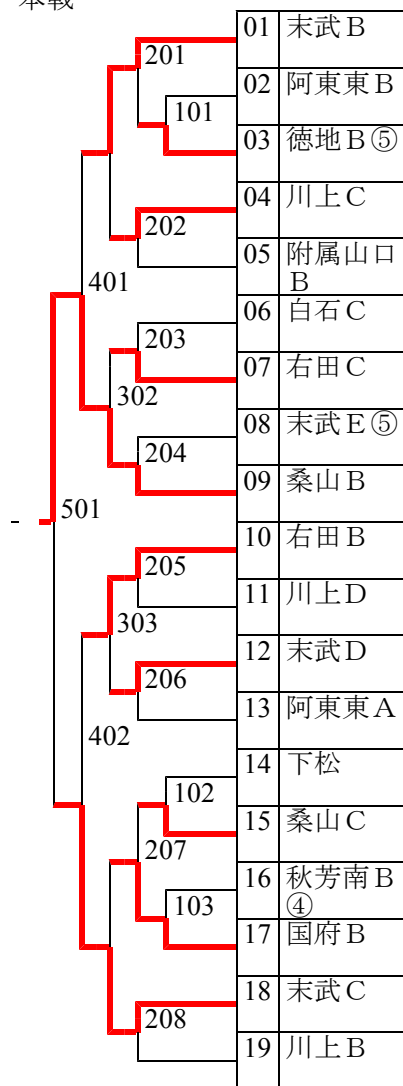 本戦
01 末武B
201
02 阿東東B
101
03 徳地B⑤
04 川上C
202
05 附属山口
B
401
06 白石C
203
07 右田C
302
08 末武E⑤
204
09 桑山B
501
10 右田B
205
11 川上D
303
12 末武D
206
13 阿東東A
402
14 下松
102
15 桑山C
207
16 秋芳南B
④
103
17 国府B
18 末武C
208
19 川上B